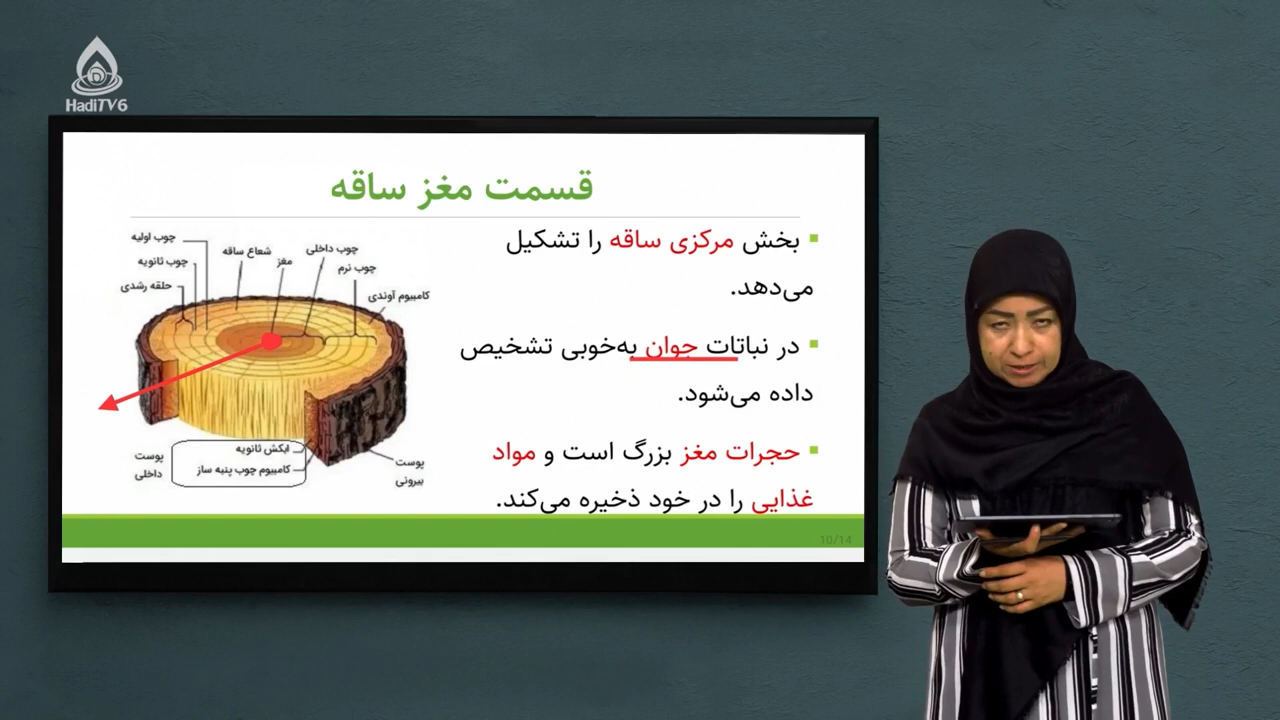 HadiTV6
قسمت مغز ساقه
بخش مرکزی ساقه را تشکیل
می‌دهد.
در نباتات جوان به‌خوبی تشخیص
داده می‌شود.
حجرات مغز بزرگ است و مواد
غذایی را در خود ذخیره می‌کند.
چوب اولیه
چوب ثانویه
حلقه رشدی
شعاع ساقه
مغز
چوب داخلی
چوب نرم
کامبیوم آوندی
ایکش ثانویه
کامبیوم چوب پنبه ساز
پوست
داخلی
پوست
بیرونی
10/14